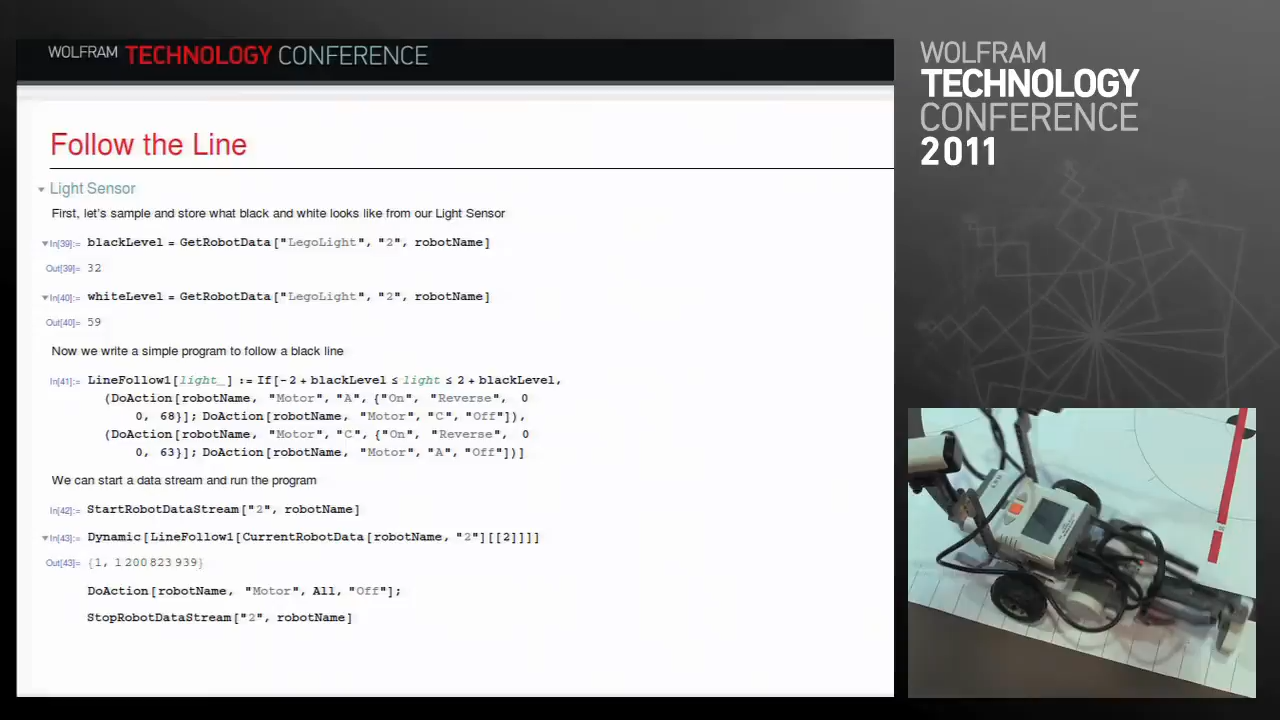 WOLFRAM TECHNOLOGY CONFERENCE
WOLFRAM
TECHNOLOGY
CONFERENCE
2011
Follow the Line
Light Sensor
First, let's sample and store what black and white looks like from our Light Sensor
In[39]:= blackLevel = GetRobotData["LegoLight", "2", robotName]
Out[39]= 32
In[40]:= whiteLevel = GetRobotData["LegoLight", "2", robotName]
Out[40]= 59
Now we write a simple program to follow a black line
In[41]:= LineFollow1[light_] := If[-2 + blackLevel ≤ light ≤ 2 + blackLevel,
(DoAction[robotName, "Motor", "A", {"On", "Reverse", 0
0, 68}]; DoAction[robotName, "Motor", "C", "Off"]),
(DoAction[robotName, "Motor", "C", {"On", "Reverse", 0
0, 63}]; DoAction[robotName, "Motor", "A", "Off"])]
We can start a data stream and run the program
In[42]:= StartRobotDataStream["2", robotName]
In[43]:= Dynamic[LineFollow1[CurrentRobotData[robotName, "2"][[2]]]]
Out[43]= {1, 1 200 823 939}
DoAction[robotName, "Motor", All, "Off"];
StopRobotDataStream["2", robotName]